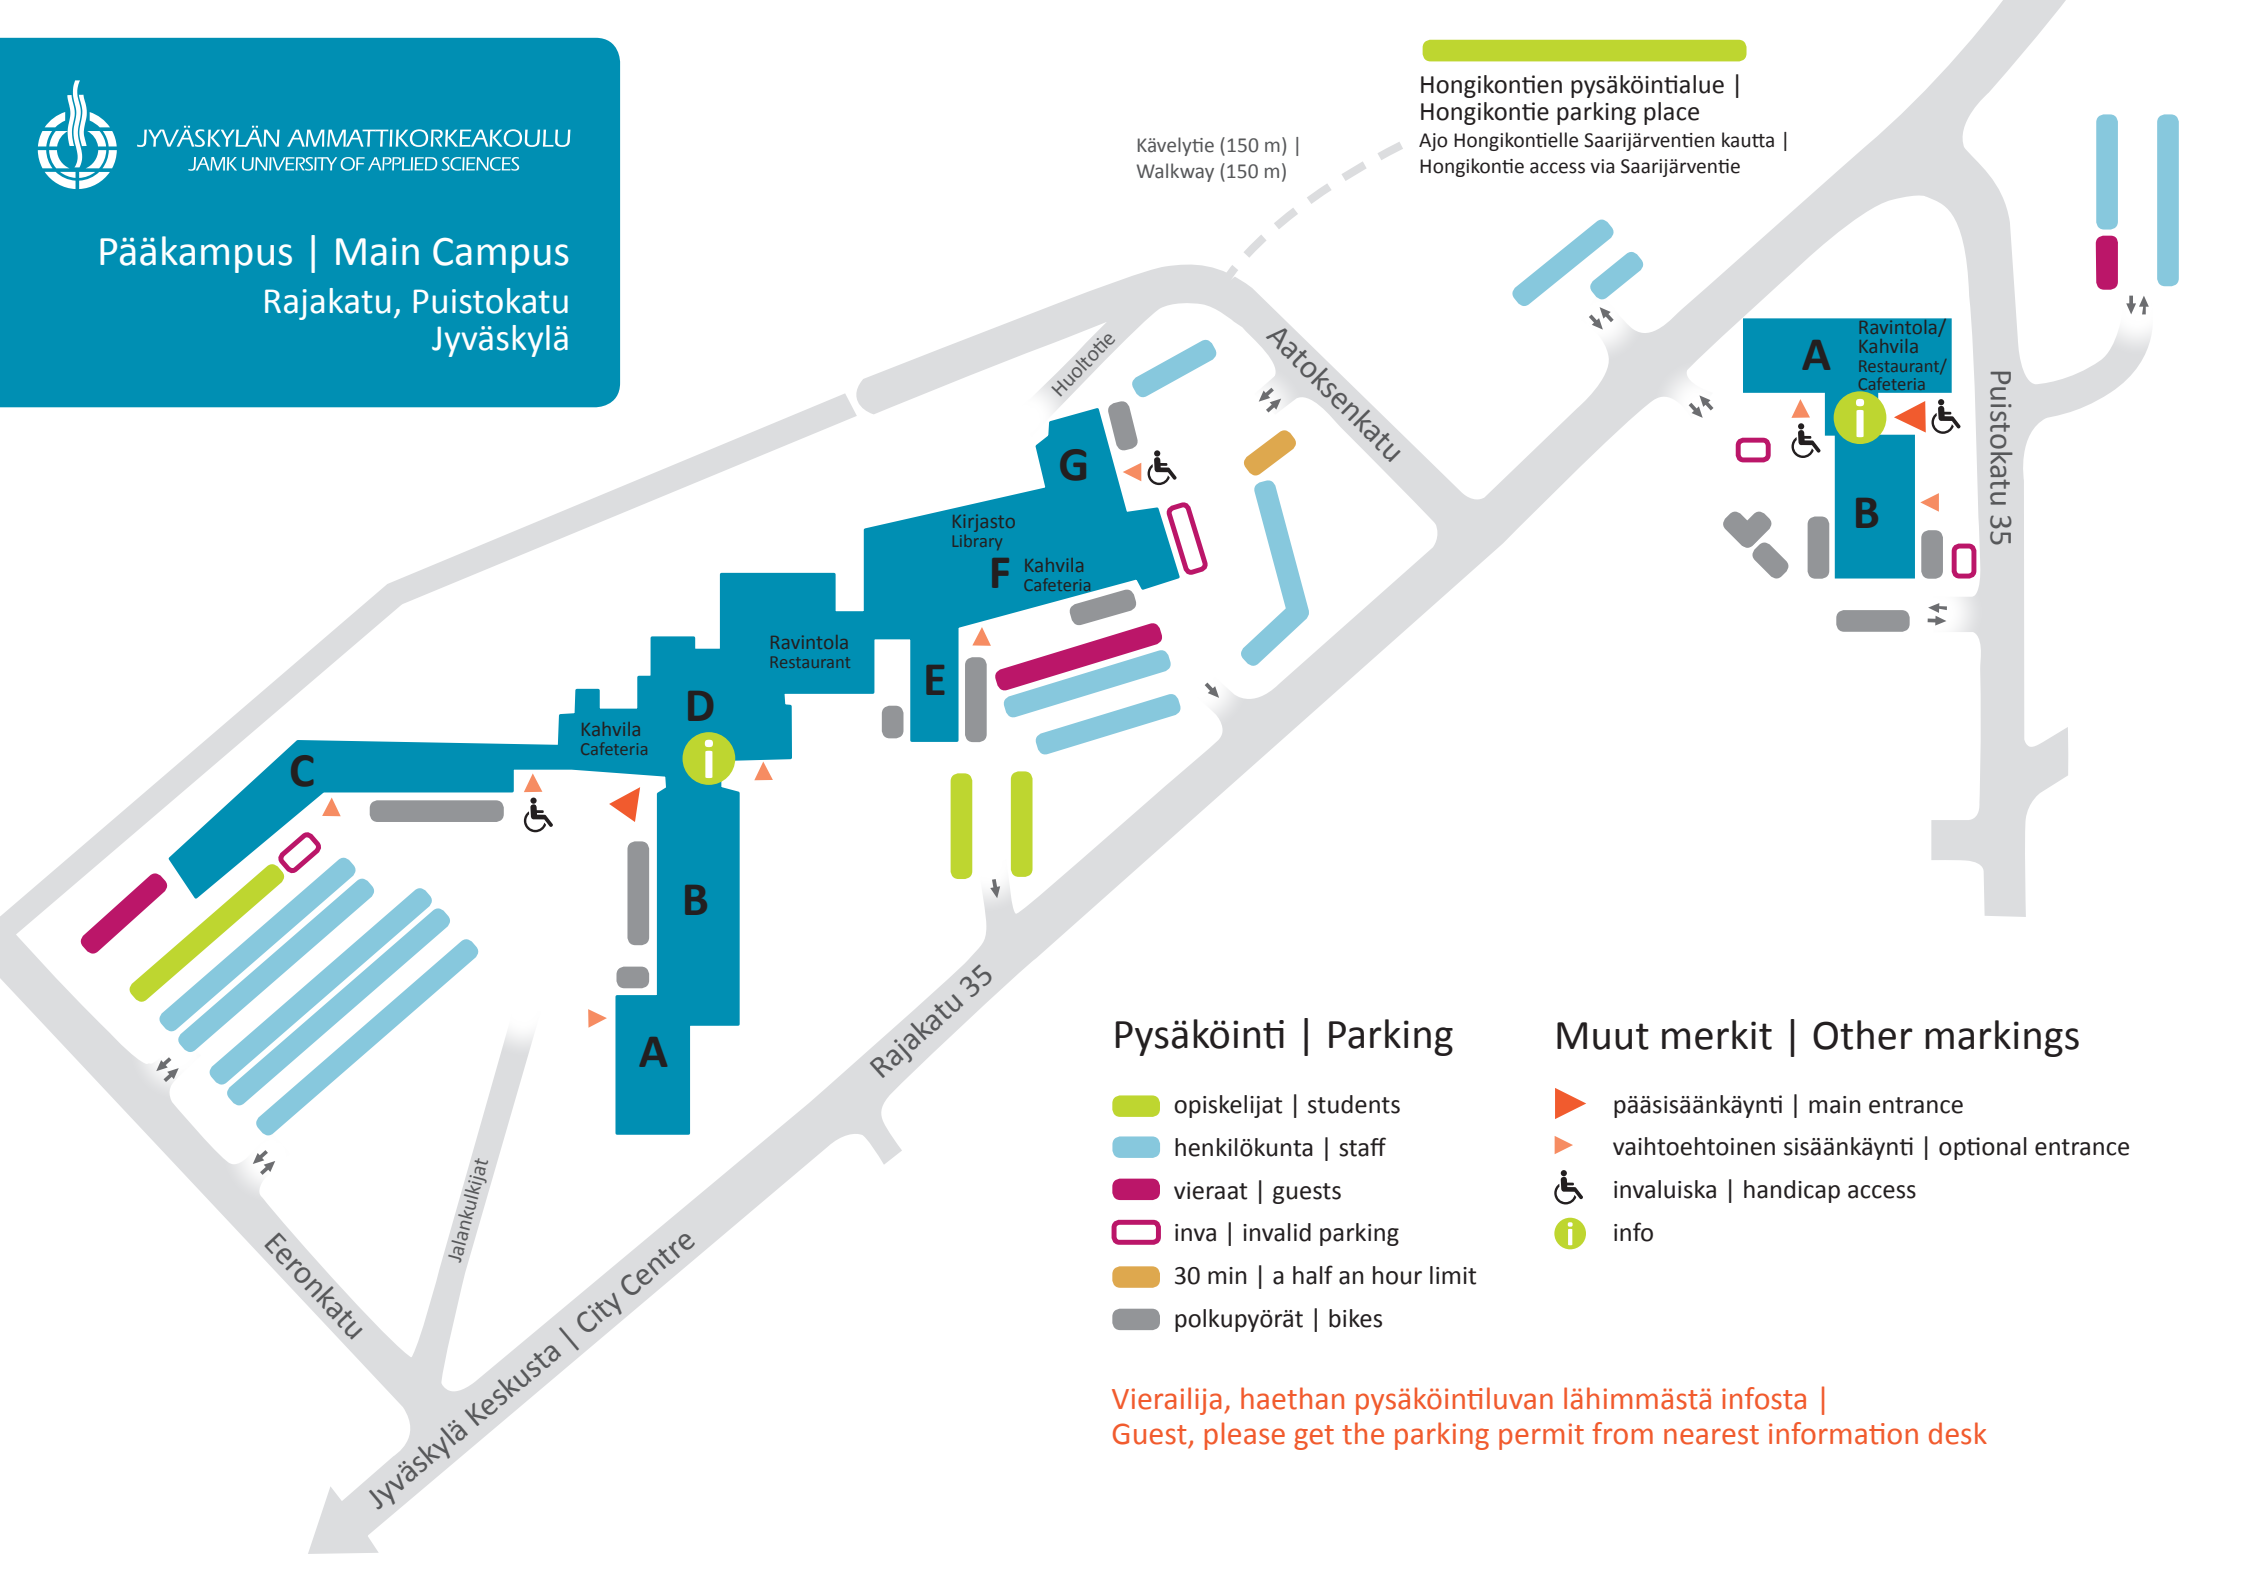 JYVÄSKYLÄN AMMATTIKORKEAKOULU
JAMK UNIVERSITY OF APPLIED SCIENCES
Pääkampus | Main Campus
Rajakatu, Puistokatu
Jyväskylä
Hongikontien pysäköintialue |
Hongikontie parking place
Ajo Hongikontielle Saarijärventien kautta |
Hongikontie access via Saarijärventie
Kävelytie (150 m) |
Walkway (150 m)
Huoltotie
Aatoksenkatu
A
Ravintola/
Kahvila
Restaurant/
Cafeteria
i
B
Puistokatu 35
G
Kirjasto
Library
F
Kahvila
Cafeteria
Ravintola
Restaurant
E
D
Kahvila
Cafeteria
i
C
B
A
Rajakatu 35
Jalankulkijat
Eeronkatu
Jyväskylä Keskusta | City Centre
Pysäköinti | Parking
opiskelijat | students
henkilökunta | staff
vieraat | guests
inva | invalid parking
30 min | a half an hour limit
polkupyörät | bikes
Muut merkit | Other markings
pääsisäänkäynti | main entrance
vaihtoehtoinen sisäänkäynti | optional entrance
invaluiska | handicap access
i info
Vierailija, haethan pysäköintiluvan lähimmästä infosta |
Guest, please get the parking permit from nearest information desk